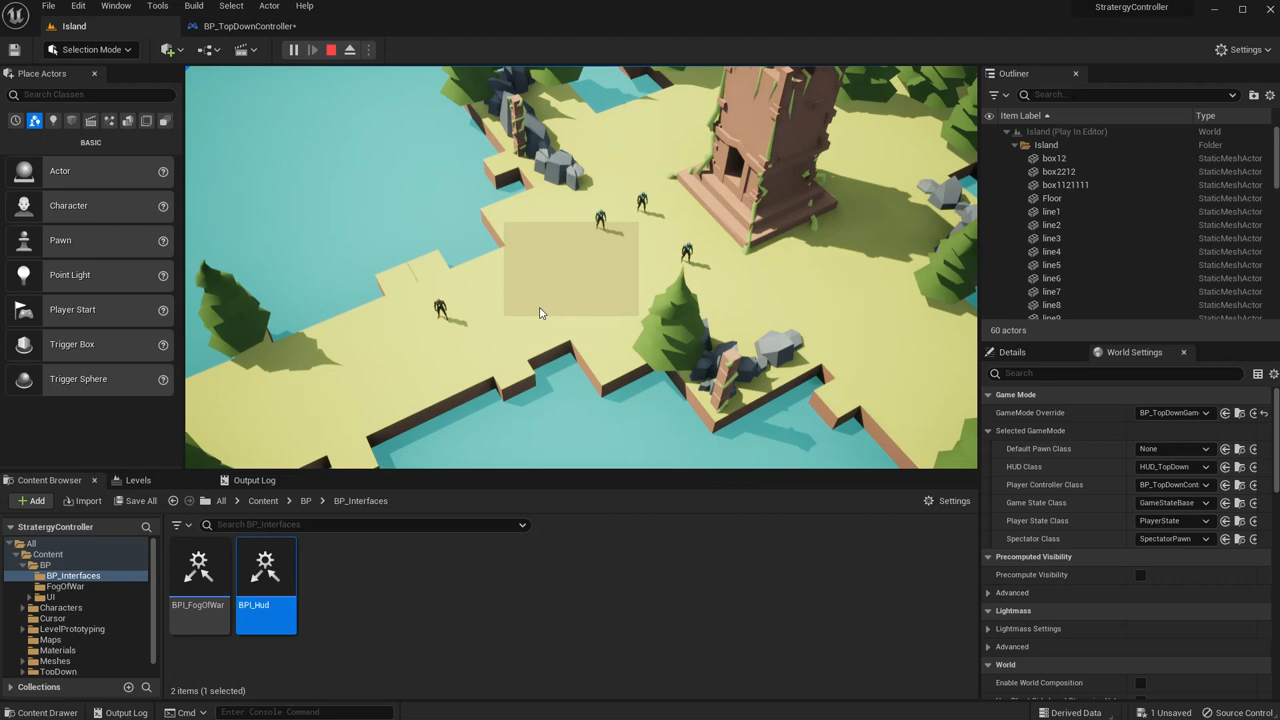 File Edit Window Tools Build Select Actor Help
StratergyController
Island
BP_TopDownController*
Selection Mode
Settings
Place Actors
Search Classes
BASIC
Actor
Character
Pawn
Point Light
Player Start
Trigger Box
Trigger Sphere
Outliner
Search...
Item Label
Type
Island (Play In Editor) World
Island Folder
box12 StaticMeshActor
box2212 StaticMeshActor
box1121111 StaticMeshActor
Floor StaticMeshActor
line1 StaticMeshActor
line2 StaticMeshActor
line3 StaticMeshActor
line4 StaticMeshActor
line5 StaticMeshActor
line6 StaticMeshActor
line7 StaticMeshActor
line8 StaticMeshActor
line9 StaticMeshActor
60 actors
Details
World Settings
Search
Game Mode
GameMode Override BP_TopDownGam
Selected GameMode
Default Pawn Class None
HUD Class HUD_TopDown
Player Controller Class BP_TopDownCont
Game State Class GameStateBase
Player State Class PlayerState
Spectator Class SpectatorPawn
Precomputed Visibility
Precompute Visibility
Advanced
Lightmass
Lightmass Settings
Advanced
World
Enable World Composition
Content Browser
Levels
Output Log
Add
Import
Save All
All
Content
BP
BP_Interfaces
Settings
StratergyController
Search BP_Interfaces
All
Content
BP
BP_Interfaces
FogOfWar
UI
Characters
Cursor
LevelPrototyping
Maps
Materials
Meshes
TopDown
Collections
BPI_FogOfWar
BPI_Hud
2 items (1 selected)
Content Drawer
Output Log
Cmd
Enter Console Command
Derived Data
1 Unsaved
Source Control